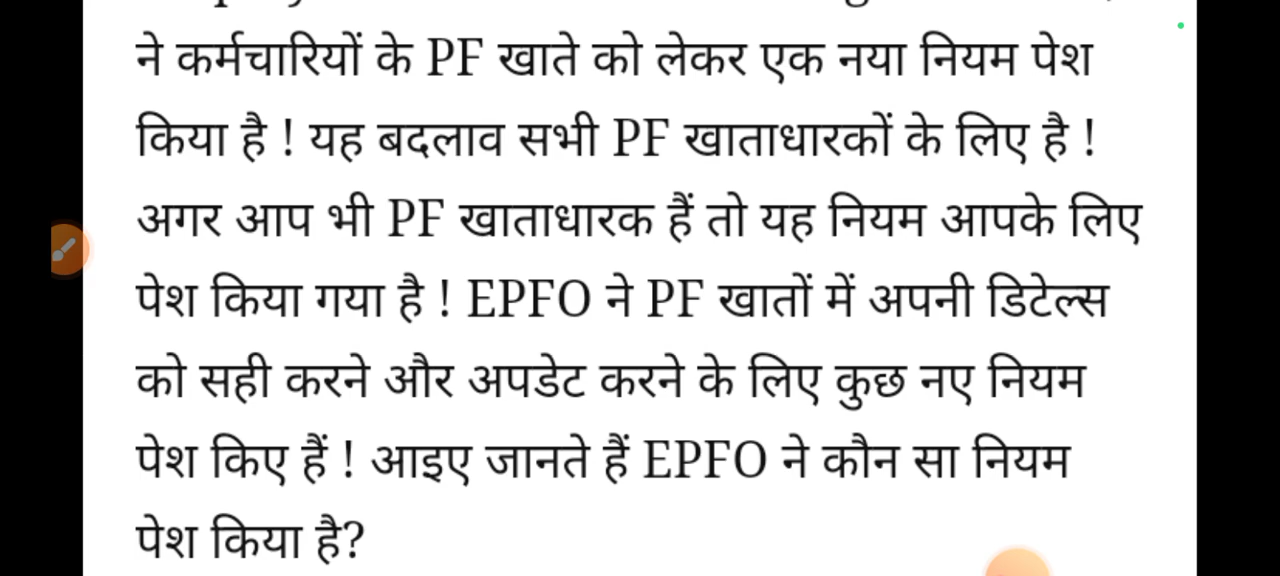 ने कर्मचारियों के PF खाते को लेकर एक नया नियम पेश
किया है ! यह बदलाव सभी PF खाताधारकों के लिए है !
अगर आप भी PF खाताधारक हैं तो यह नियम आपके लिए
पेश किया गया है ! EPFO ने PF खातों में अपनी डिटेल्स
को सही करने और अपडेट करने के लिए कुछ नए नियम
पेश किए हैं ! आइए जानते हैं EPFO ने कौन सा नियम
पेश किया है?